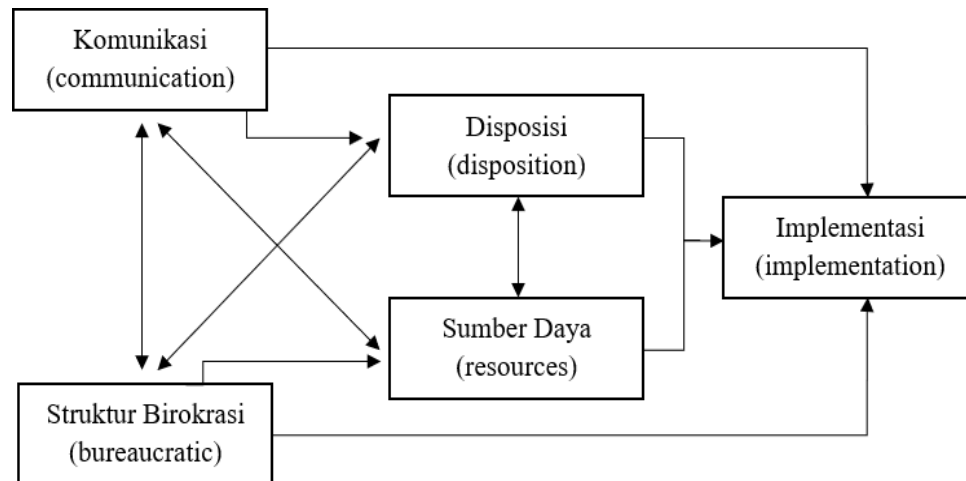 Komunikasi
(communication)
Disposisi
(disposition)
Implementasi
(implementation)
Sumber Daya
(resources)
Struktur Birokrasi
(bureaucratic)